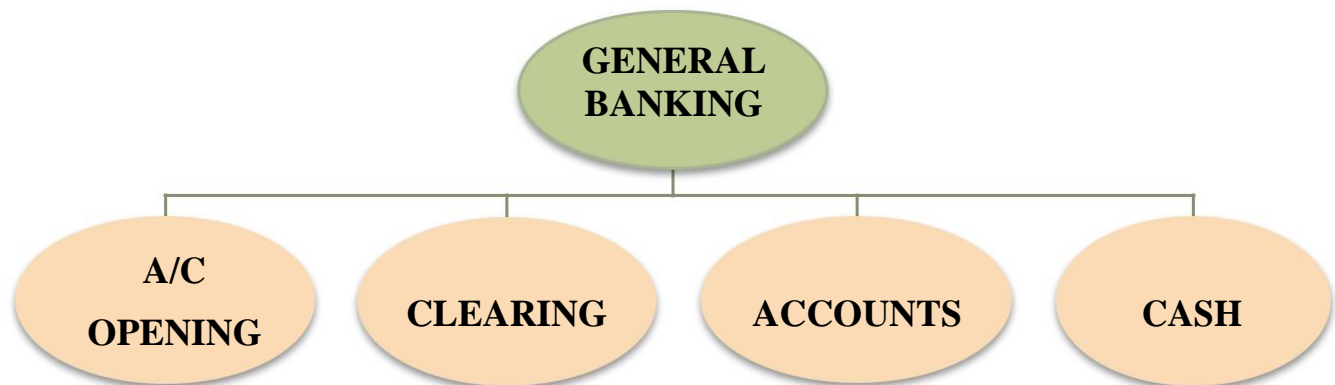 GENERAL
BANKING
A/C
OPENING
CLEARING
ACCOUNTS
CASH